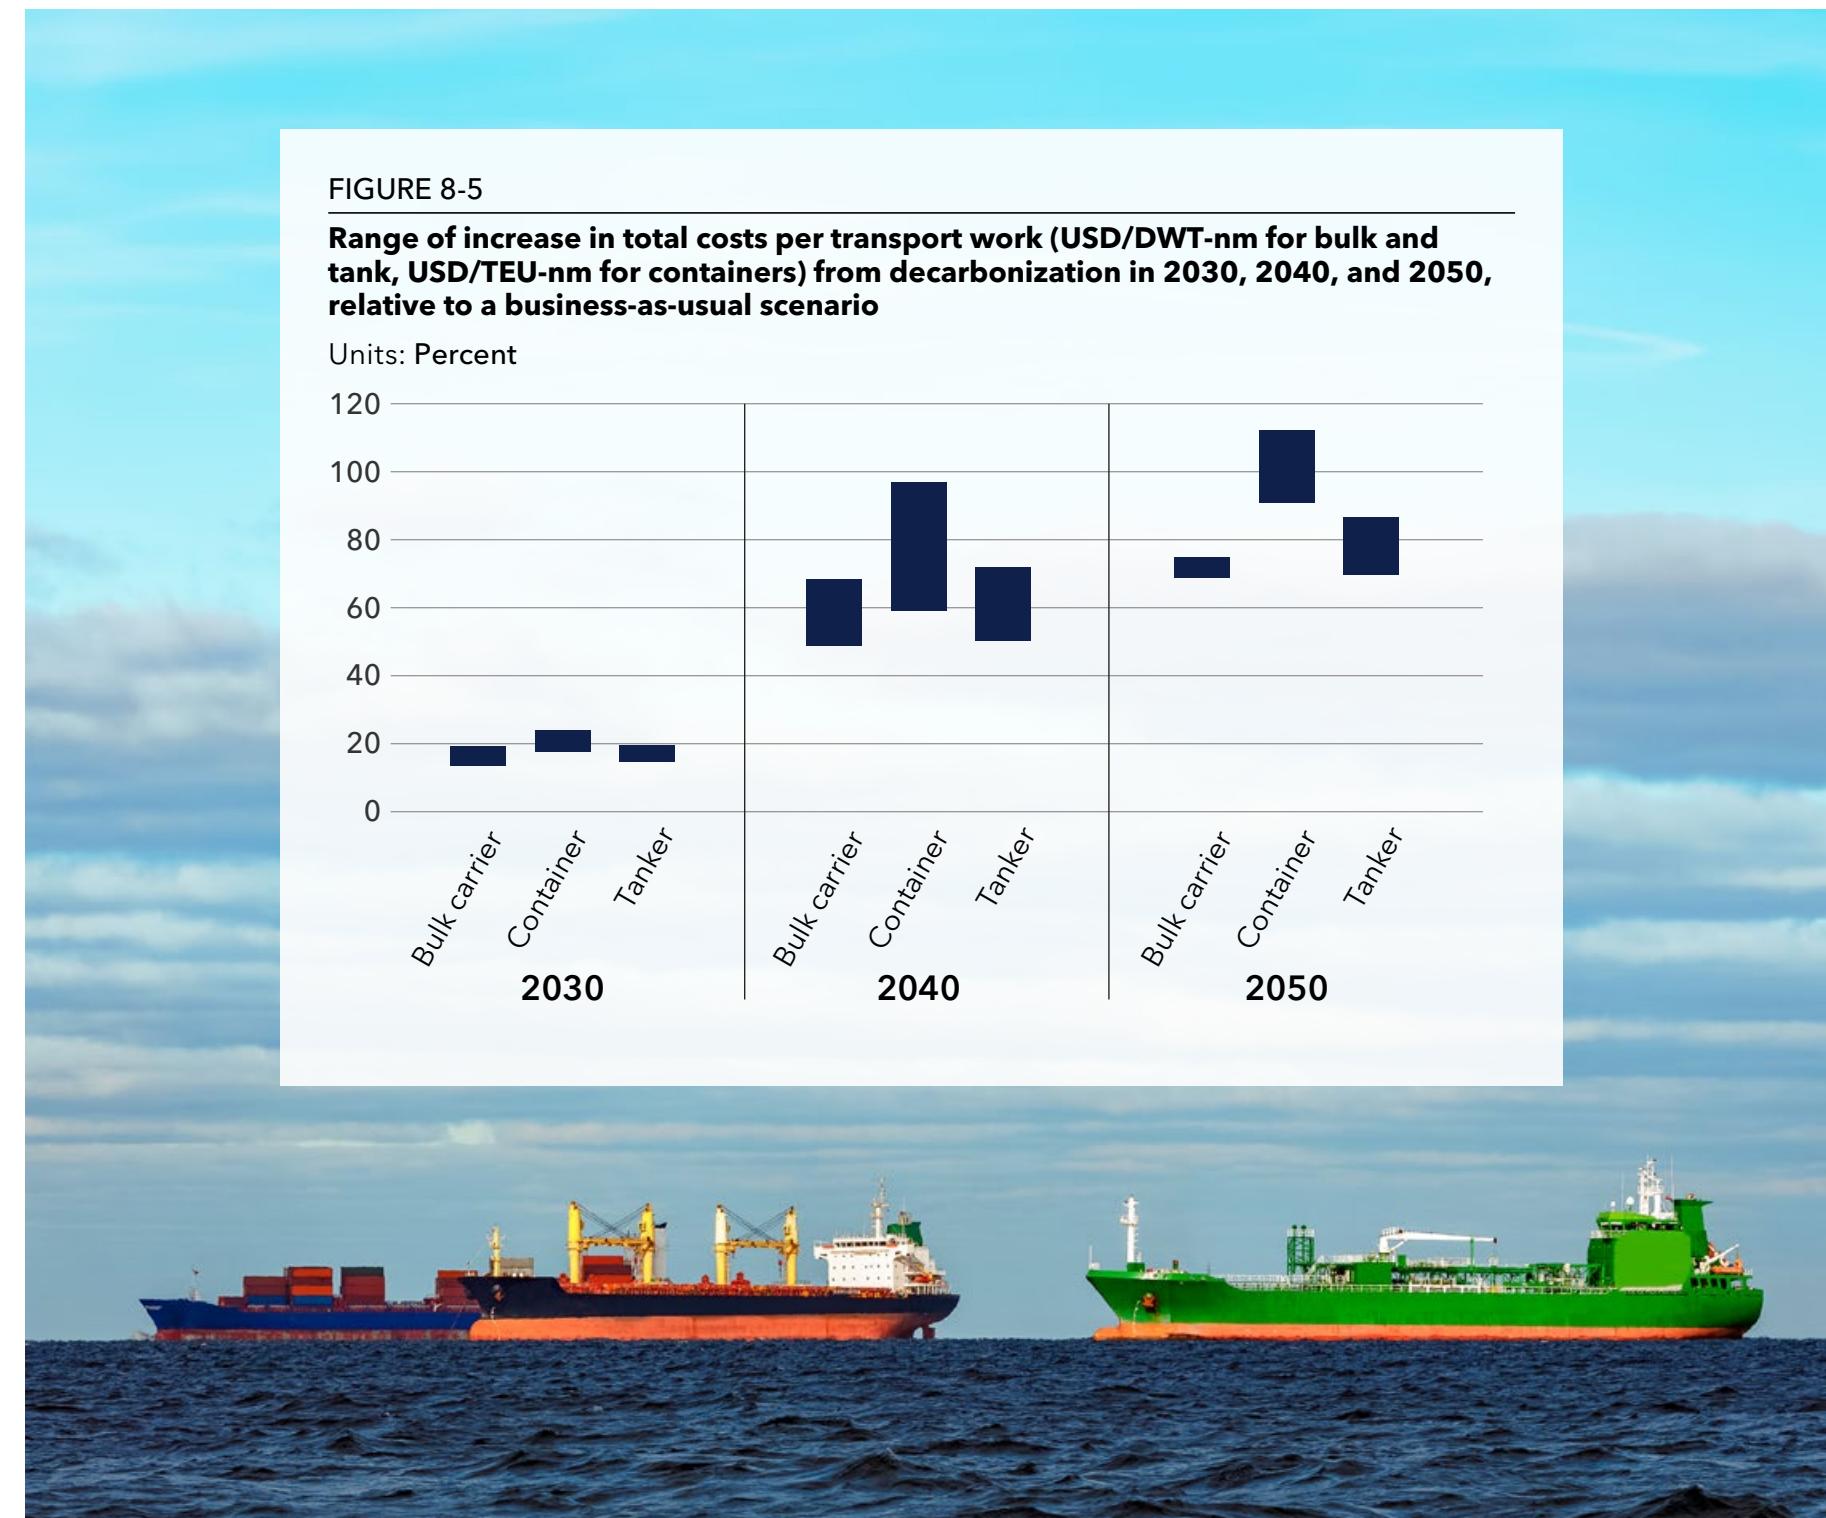 FIGURE 8-5
Range of increase in total costs per transport work (USD/DWT-nm for bulk and
tank, USD/TEU-nm for containers) from decarbonization in 2030, 2040, and 2050,
relative to a business-as-usual scenario
Units: Percent
120
100
80
60
40
20
0
Bulk carrier
Container
Tanker
2030
Bulk carrier
Container
Tanker
2040
Bulk carrier
Container
Tanker
2050